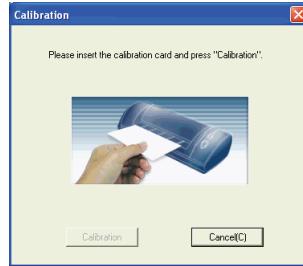 Calibration
Please insert the calibration card and press "Calibration".
Calibration
Cancel(C)